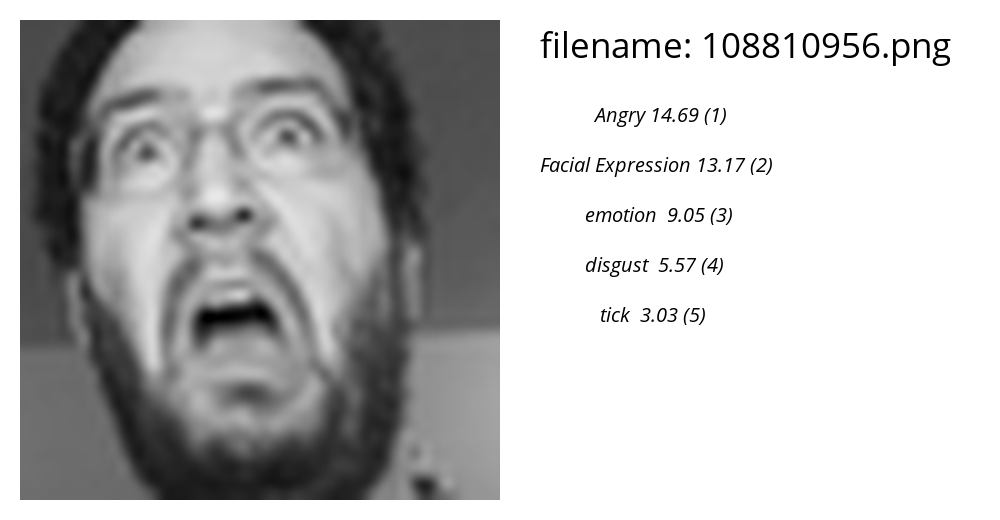 filename: 108810956.png
Angry 14.69 (1)
Facial Expression 13.17 (2)
emotion 9.05 (3)
disgust 5.57 (4)
tick 3.03 (5)